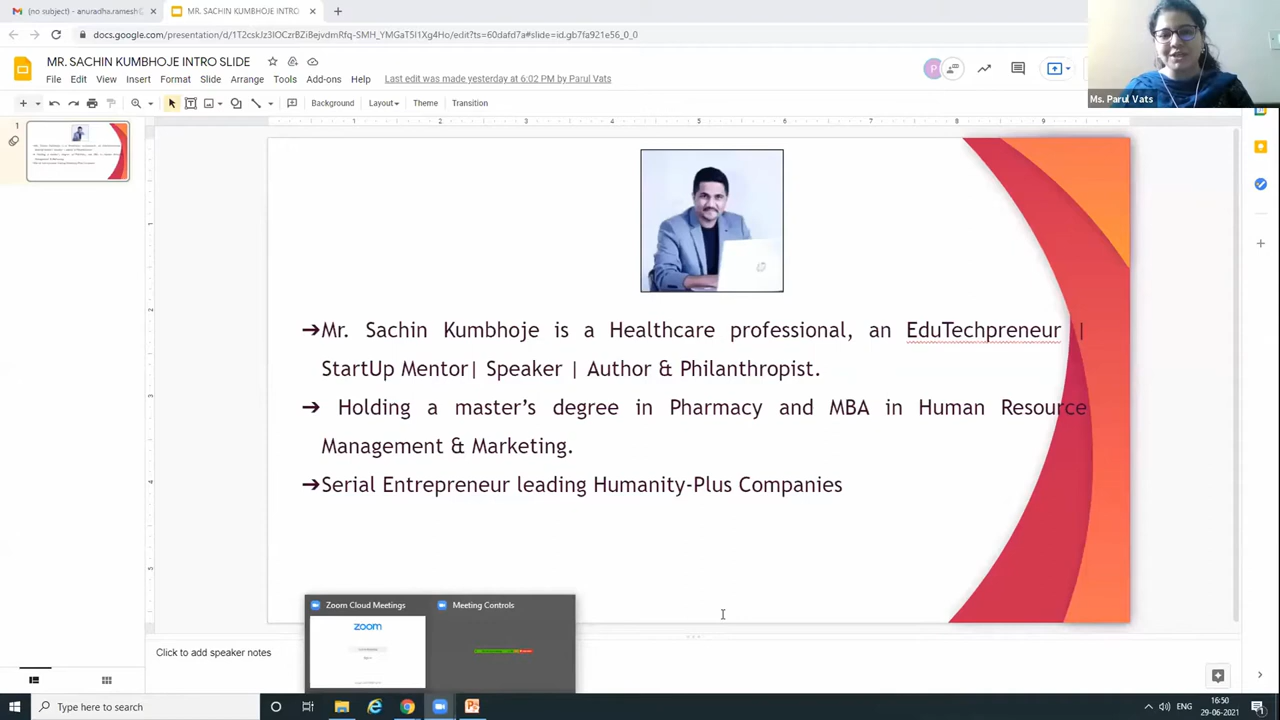 (no subject) - anuradha.ramesh
MR. SACHIN KUMBHOJE INTRO
docs.google.com/presentation/d/1T2cskJz3IOCzrBZiBejvdmRfq-SMH_YMGaT5I1Xg4Ho/edit?ts=60dafd7a#slide=id.gb7fa921e56_0_0
MR. SACHIN KUMBHOJE INTRO SLIDE
File Edit View Insert Format Slide Arrange Tools Add-ons Help Last edit was made yesterday at 6:02 PM by Parul Vats
Background Layout Theme Transition
Ms. Parul Vats
➔Mr. Sachin Kumbhoje is a Healthcare professional, an EduTechpreneur |
StartUp Mentor| Speaker | Author & Philanthropist.
➔ Holding a master's degree in Pharmacy and MBA in Human Resource
Management & Marketing.
➔Serial Entrepreneur leading Humanity-Plus Companies
Zoom Cloud Meetings Meeting Controls
zoom
Click to add speaker notes
Type here to search
ENG
16:50
29-06-2021